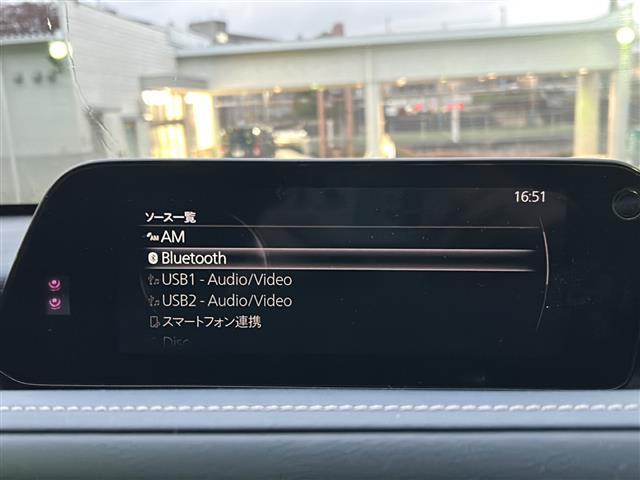 16:51
ソース一覧
AM
Bluetooth
USB1 - Audio/Video
USB2 - Audio/Video
スマートフォン連携
Disc